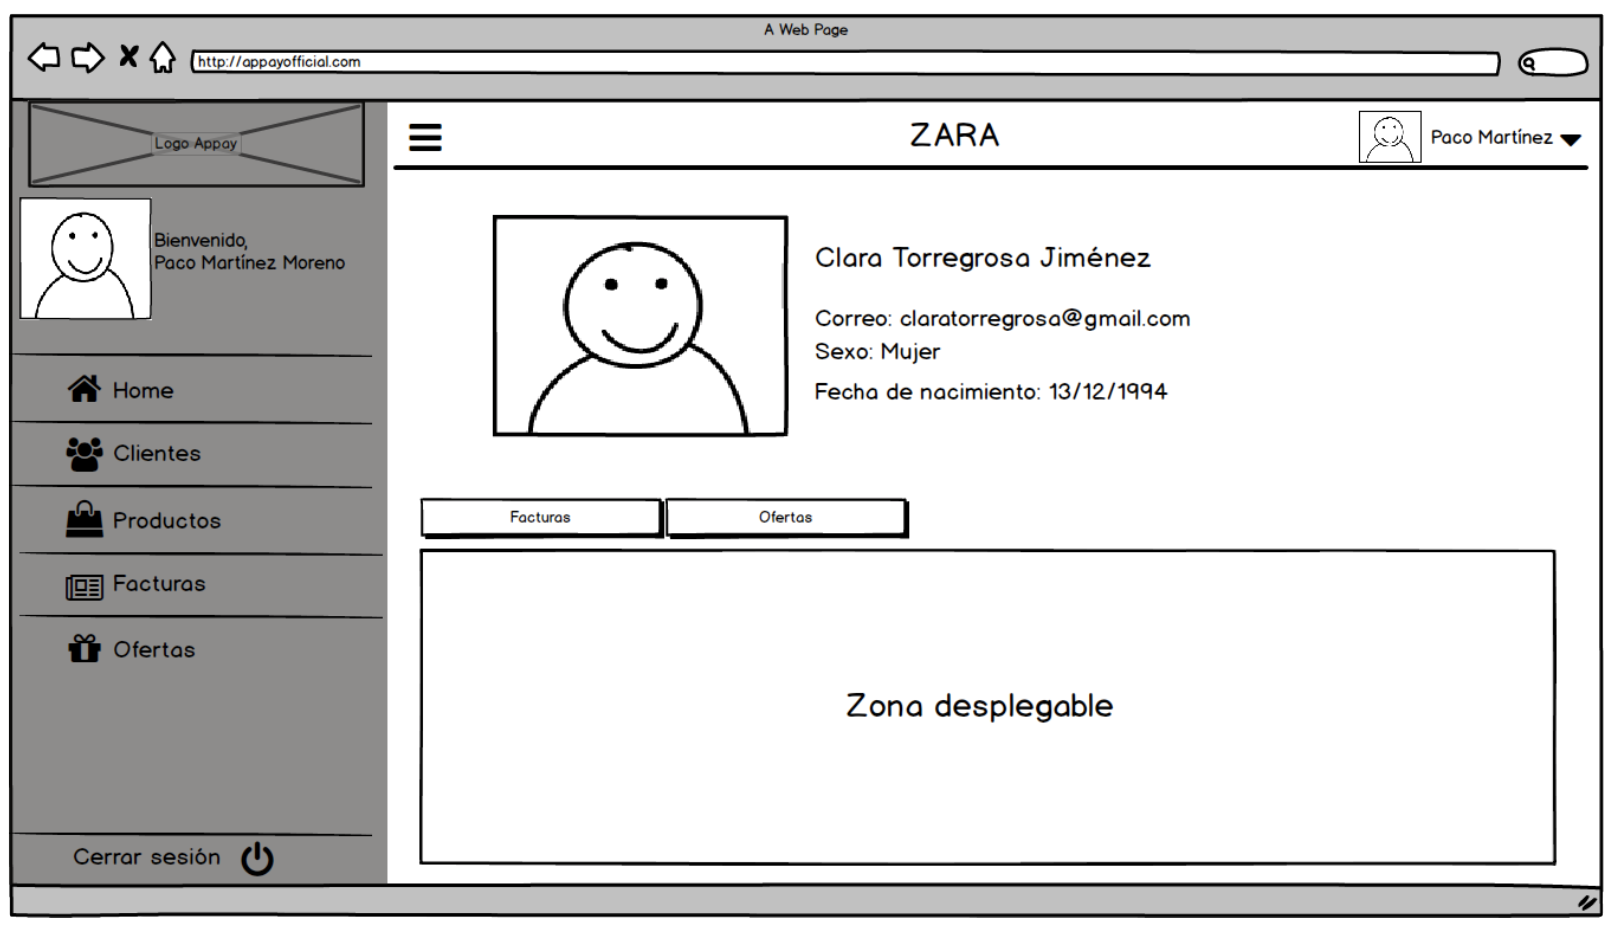 A Web Page
http://appayofficial.com
Logo Appay
ZARA
Paco Martínez
Bienvenido,
Paco Martínez Moreno
Clara Torregrosa Jiménez
Correo: claratorregrosa@gmail.com
Sexo: Mujer
Fecha de nacimiento: 13/12/1994
Home
Clientes
Productos
Facturas
Ofertas
Cerrar sesión
Facturas
Ofertas
Zona desplegable